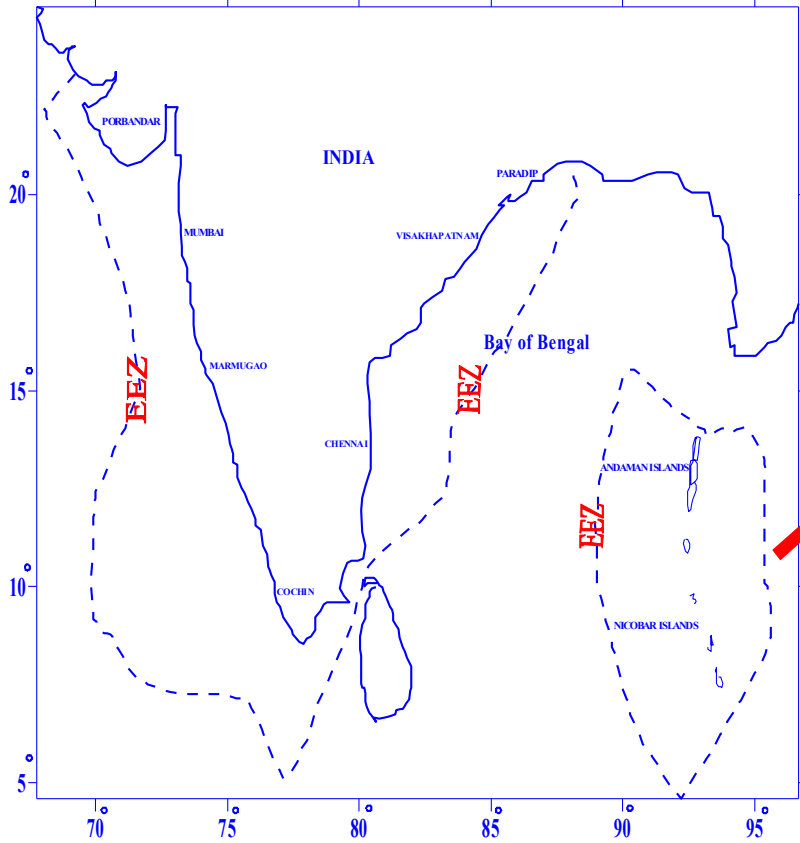 PORBANDAR
INDIA
PARADIP
20°
MUMBAI
VISAKHAPATNAM
Bay of Bengal
EEZ
EEZ
15°
MARMUGAO
CHENNAI
ANDAMAN ISLANDS
EEZ
10°
COCHIN
NICOBAR ISLANDS
5°
70° 75° 80° 85° 90° 95°